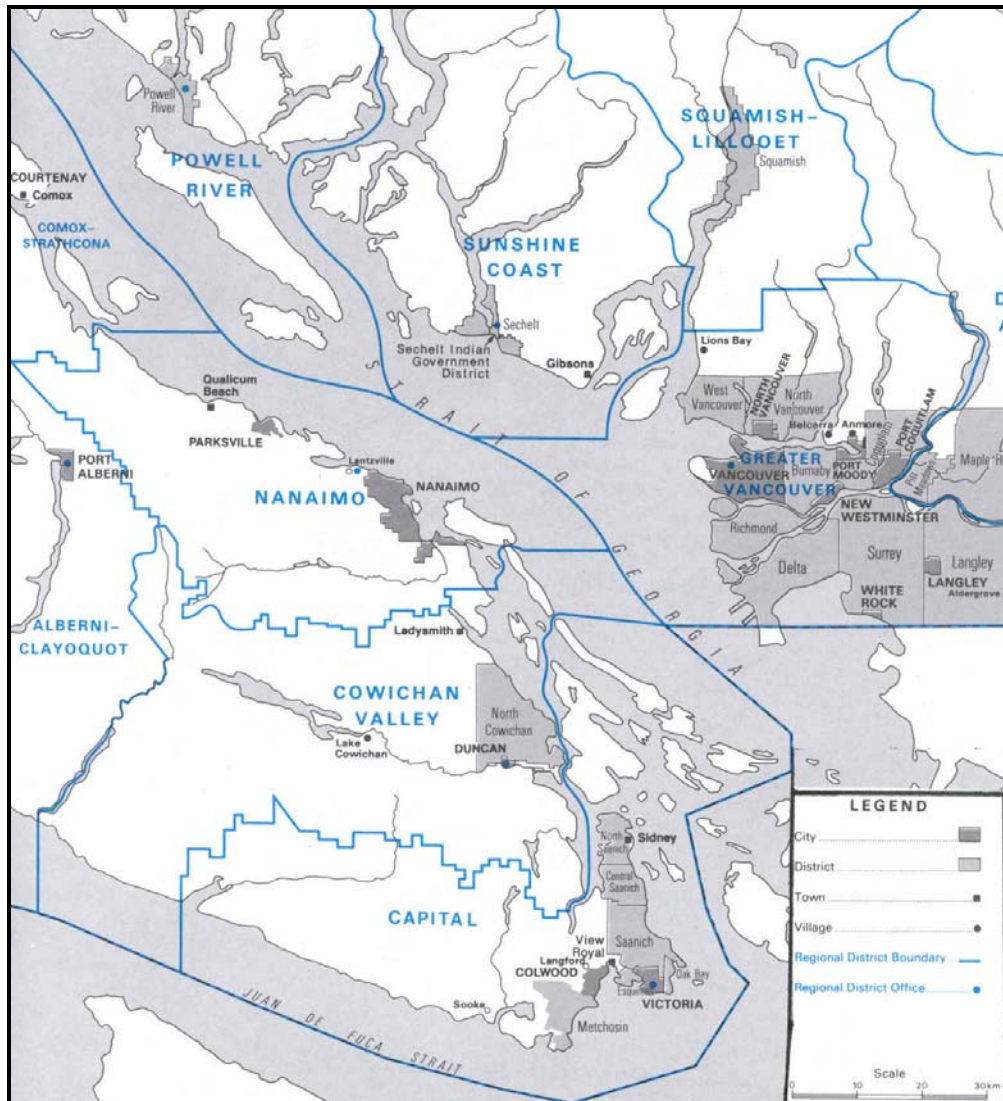 SQUAMISH–
LILLOOET
Squamish
Powell
River
POWELL
RIVER
COURTENAY
Comox
COMOX–
STRATHCONA
SUNSHINE
COAST
Sechelt
Sechelt Indian
Government
District
Gibsons
Lions Bay
STRAIT OF GEORGIA
Qualicum
Beach
PARKSVILLE
PORT
ALBERNI
Lantzville
NANAIMO
NANAIMO
West
Vancouver
NORTH
VANCOUVER
North
Vancouver
Belcarra
Anmore
Coquitlam
PORT
COQUITLAM
GREATER
VANCOUVER
VANCOUVER
Burnaby
PORT
MOODY
Pitt
Meadows
Maple R
NEW
WESTMINSTER
Richmond
Delta
Surrey
Langley
LANGLEY
Aldergrove
WHITE
ROCK
ALBERNI–
CLAYOQUOT
Ladysmith
COWICHAN
VALLEY
North
Cowichan
Lake
Cowichan
DUNCAN
North
Saanich
Sidney
Central
Saanich
CAPITAL
Saanich
View
Royal
Langford
COLWOOD
Oak Bay
Esquimalt
VICTORIA
Sooke
Metchosin
JUAN DE FUCA STRAIT
LEGEND
City
District
Town
Village
Regional District Boundary
Regional District Office
Scale
0 10 20 30 km